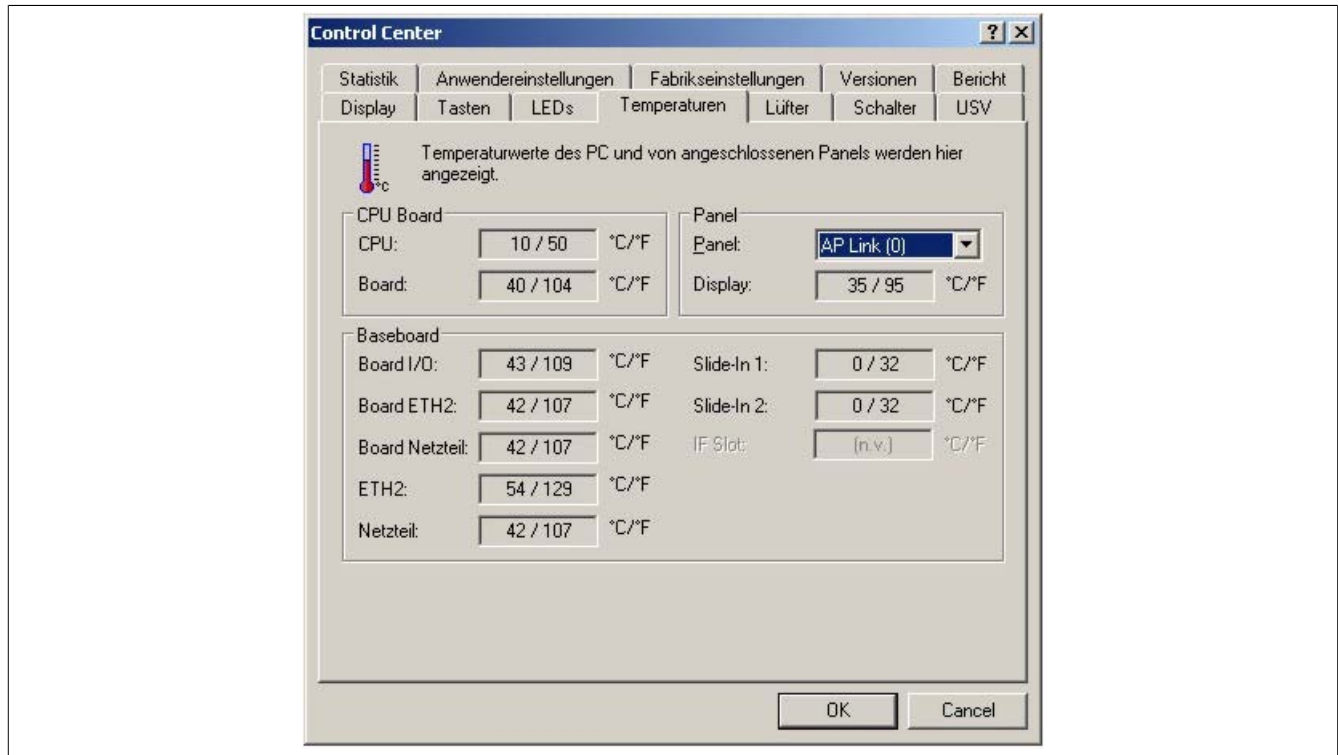 Control Center
Statistik Anwendereinstellungen Fabrikseinstellungen Versionen Bericht
Display Tasten LEDs Temperaturen Lüfter Schalter USV
°C
Temperaturwerte des PC und von angeschlossenen Panels werden hier
angezeigt.
CPU Board
CPU: 10 / 50 °C/°F
Board: 40 / 104 °C/°F
Panel
Panel: AP Link (0)
Display: 35 / 95 °C/°F
Baseboard
Board I/O: 43 / 109 °C/°F Slide-In 1: 0 / 32 °C/°F
Board ETH2: 42 / 107 °C/°F Slide-In 2: 0 / 32 °C/°F
Board Netzteil: 42 / 107 °C/°F IF Slot: (n.v.) °C/°F
ETH2: 54 / 129 °C/°F
Netzteil: 42 / 107 °C/°F
OK Cancel